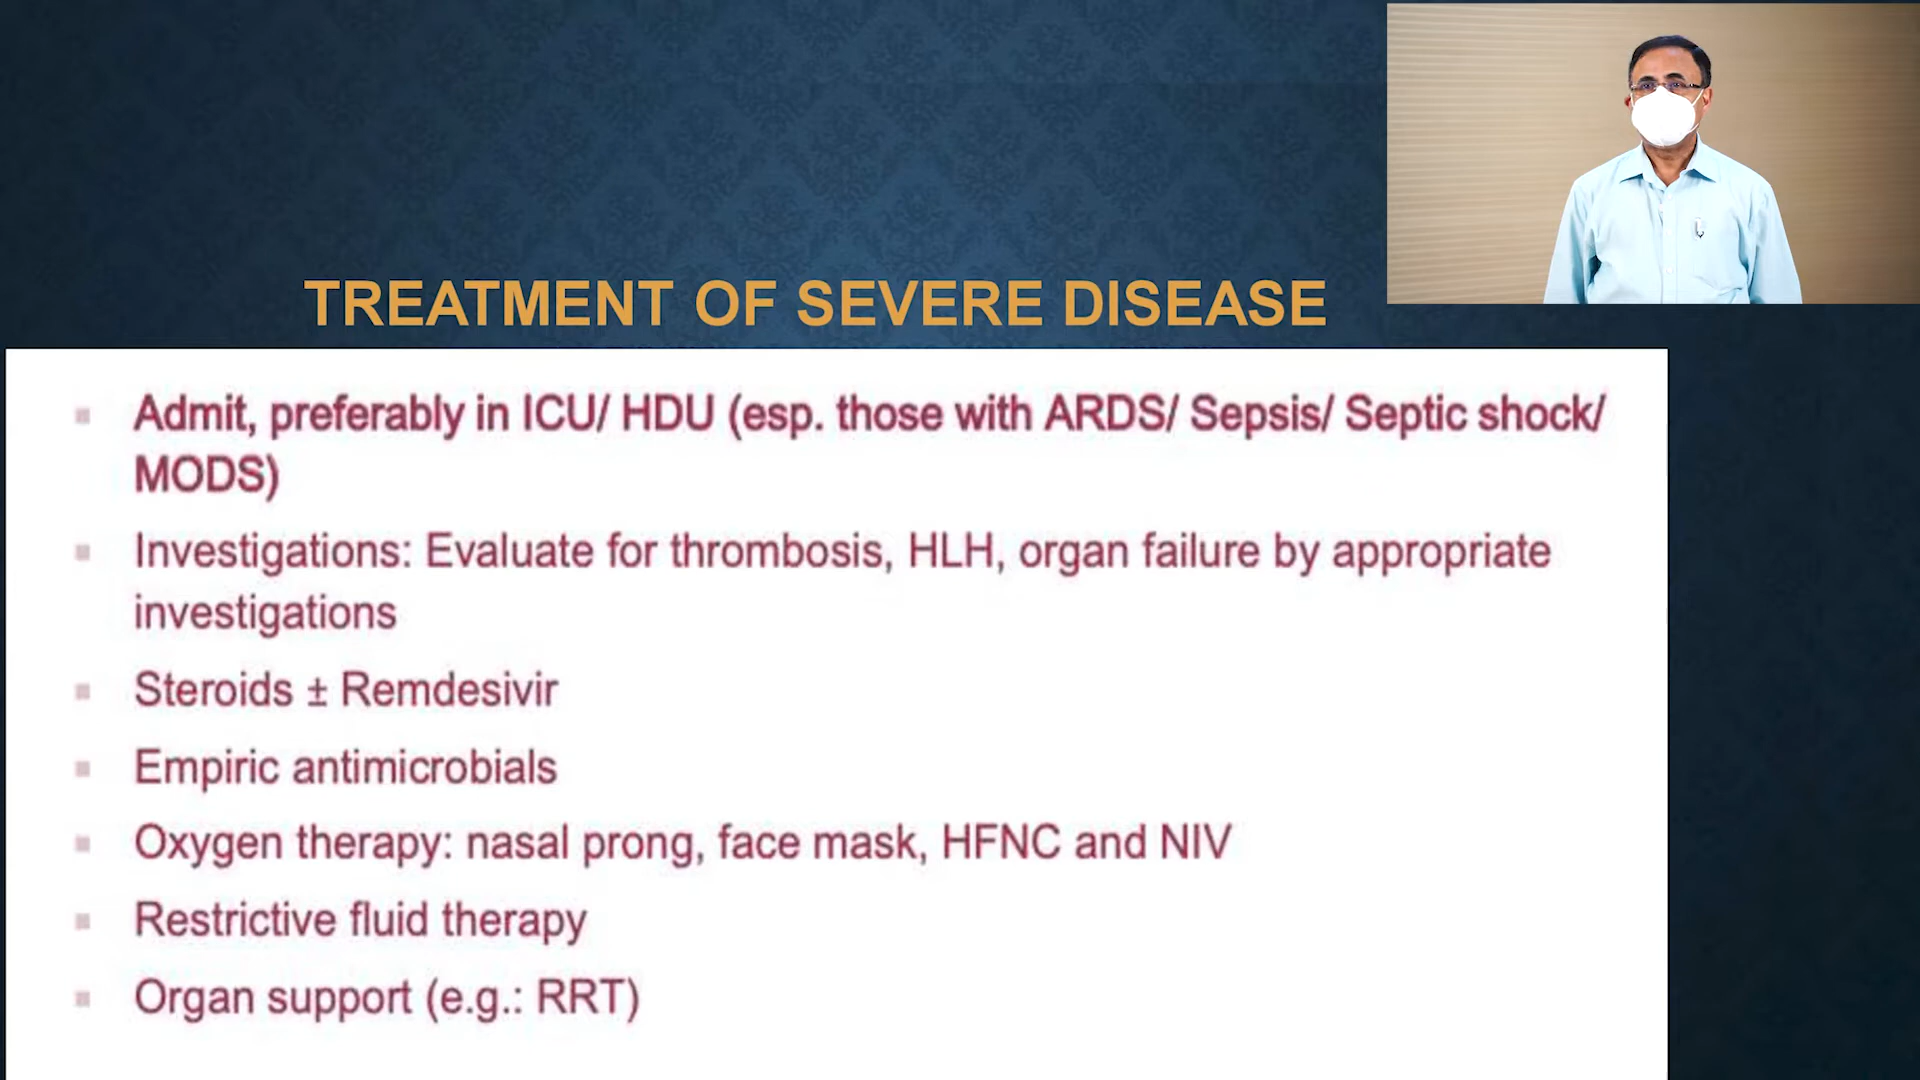 TREATMENT OF SEVERE DISEASE
Admit, preferably in ICU/ HDU (esp. those with ARDS/ Sepsis/ Septic shock/
MODS)
Investigations: Evaluate for thrombosis, HLH, organ failure by appropriate
investigations
Steroids ± Remdesivir
Empiric antimicrobials
Oxygen therapy: nasal prong, face mask, HFNC and NIV
Restrictive fluid therapy
Organ support (e.g.: RRT)